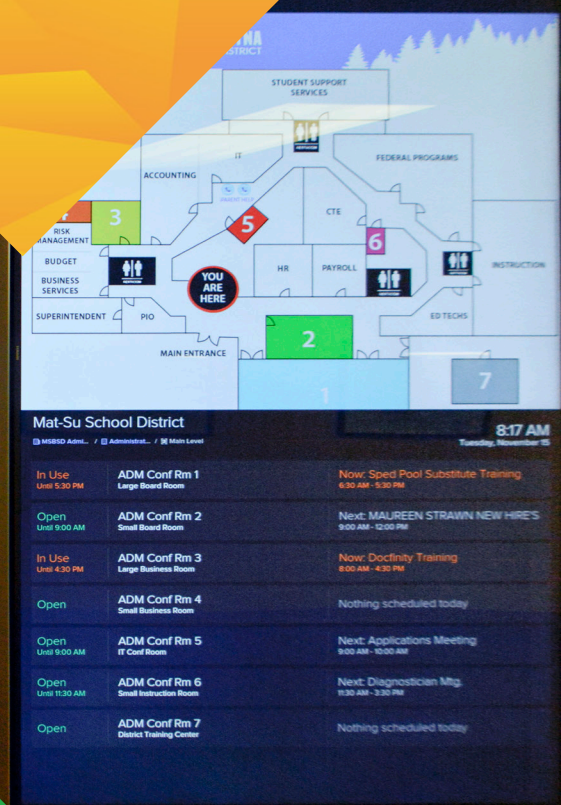 STUDENT SUPPORT
SERVICES
RESTROOM
IT
FEDERAL PROGRAMS
ACCOUNTING
CTE
3
5
6
RISK
MANAGEMENT
BUDGET
HR
PAYROLL
INSTRUCTION
YOU
ARE
HERE
BUSINESS
SERVICES
SUPERINTENDENT
PIO
ED TECHS
2
MAIN ENTRANCE
7
1
Mat-Su School District
8:17 AM
MSBSD Admi... / Administrat... / Main Level
Tuesday, November 15
In Use
Until 5:30 PM
ADM Conf Rm 1
Large Board Room
Now: Sped Pool Substitute Training
6:30 AM - 5:30 PM
Open
Until 9:00 AM
ADM Conf Rm 2
Small Board Room
Next: MAUREEN STRAWN NEW HIRE'S
9:00 AM - 12:00 PM
In Use
Until 4:30 PM
ADM Conf Rm 3
Large Business Room
Now: Docfinity Training
8:00 AM - 4:30 PM
Open
ADM Conf Rm 4
Small Business Room
Nothing scheduled today
Open
Until 9:00 AM
ADM Conf Rm 5
IT Conf Room
Next: Applications Meeting
9:00 AM - 10:00 AM
Open
Until 11:30 AM
ADM Conf Rm 6
Small Instruction Room
Next: Diagnostician Mtg.
11:30 AM - 3:30 PM
Open
ADM Conf Rm 7
District Training Center
Nothing scheduled today